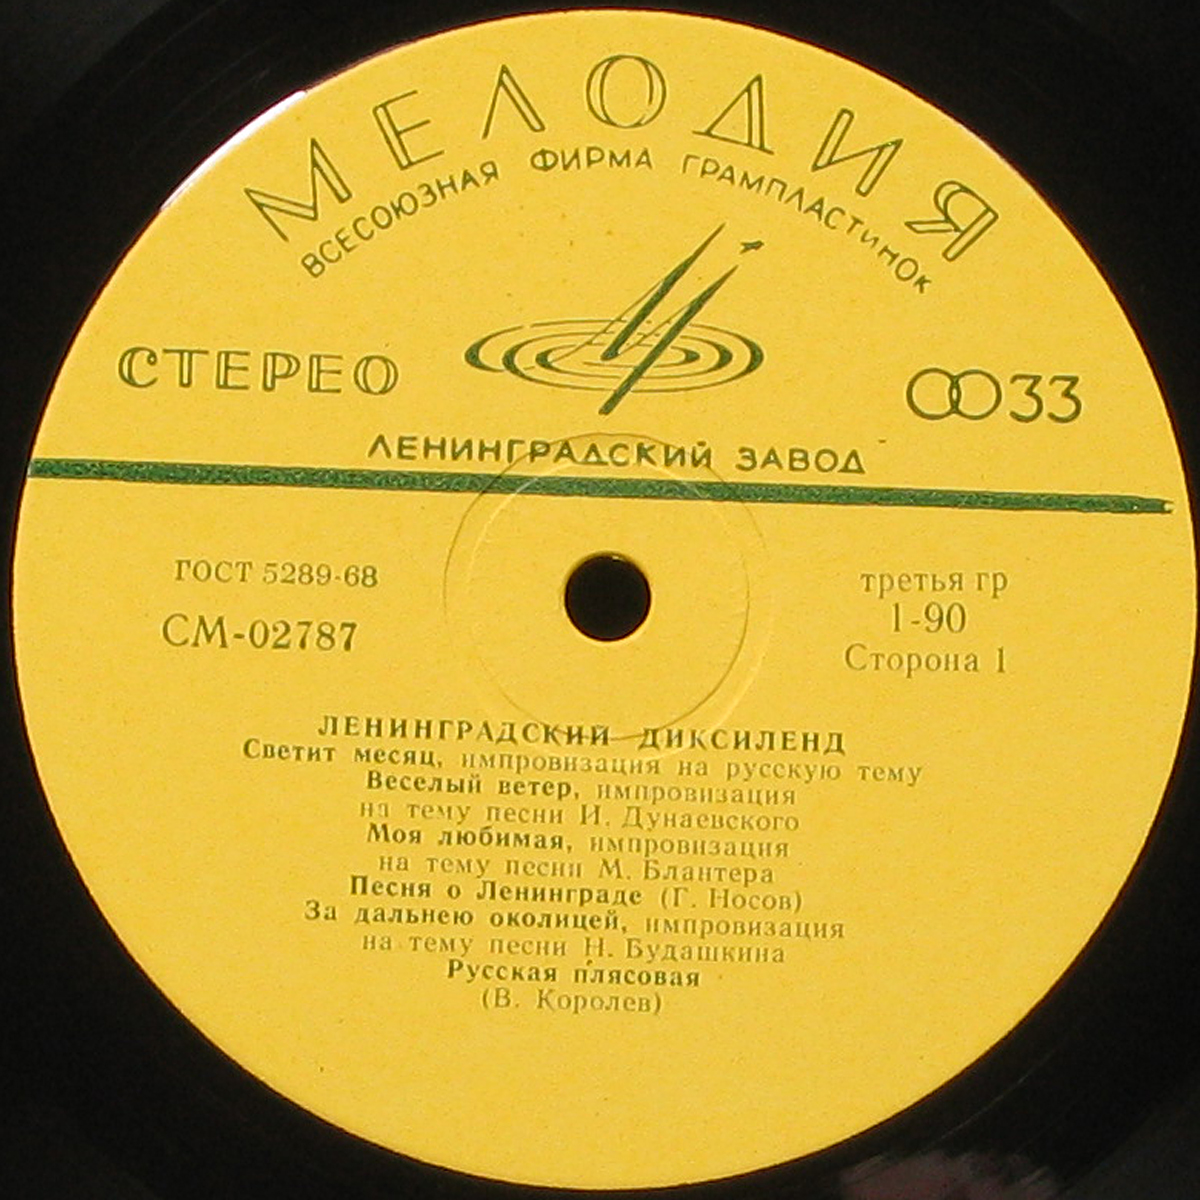 МЕЛОДИЯ
ВСЕСОЮЗНАЯ ФИРМА ГРАМПЛАСТИНОК
СТЕРЕО
33
ЛЕНИНГРАДСКИЙ ЗАВОД
ГОСТ 5289-68
СМ-02787
третья гр
1-90
Сторона 1
ЛЕНИНГРАДСКИЙ ДИКСИЛЕНД
Светит месяц, импровизация на русскую тему
Веселый ветер, импровизация
на тему песни И. Дунаевского
Моя любимая, импровизация
на тему песни М. Блантера
Песня о Ленинграде (Г. Носов)
За дальнею околицей, импровизация
на тему песни Н. Будашкина
Русская плясовая
(В. Королев)